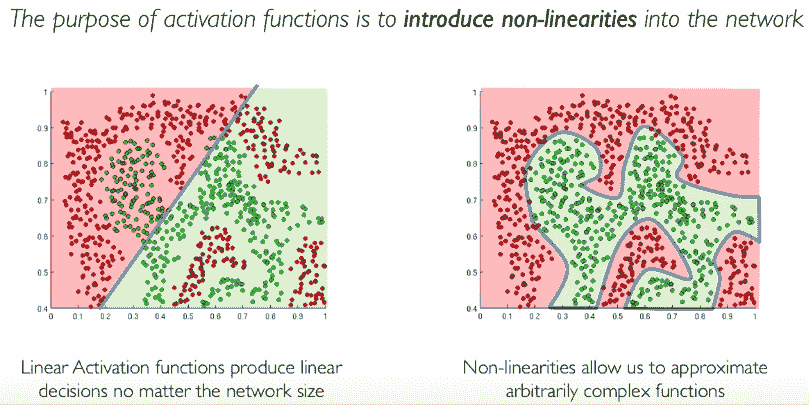 The purpose of activation functions is to introduce non-linearities into the network
1
0.9
0.8
0.7
0.6
0.5
0.4
0 0.1 0.2 0.3 0.4 0.5 0.6 0.7 0.8 0.9 1
1
0.9
0.8
0.7
0.6
0.5
0.4
0 0.1 0.2 0.3 0.4 0.5 0.6 0.7 0.8 0.9 1
Linear Activation functions produce linear
decisions no matter the network size
Non-linearities allow us to approximate
arbitrarily complex functions